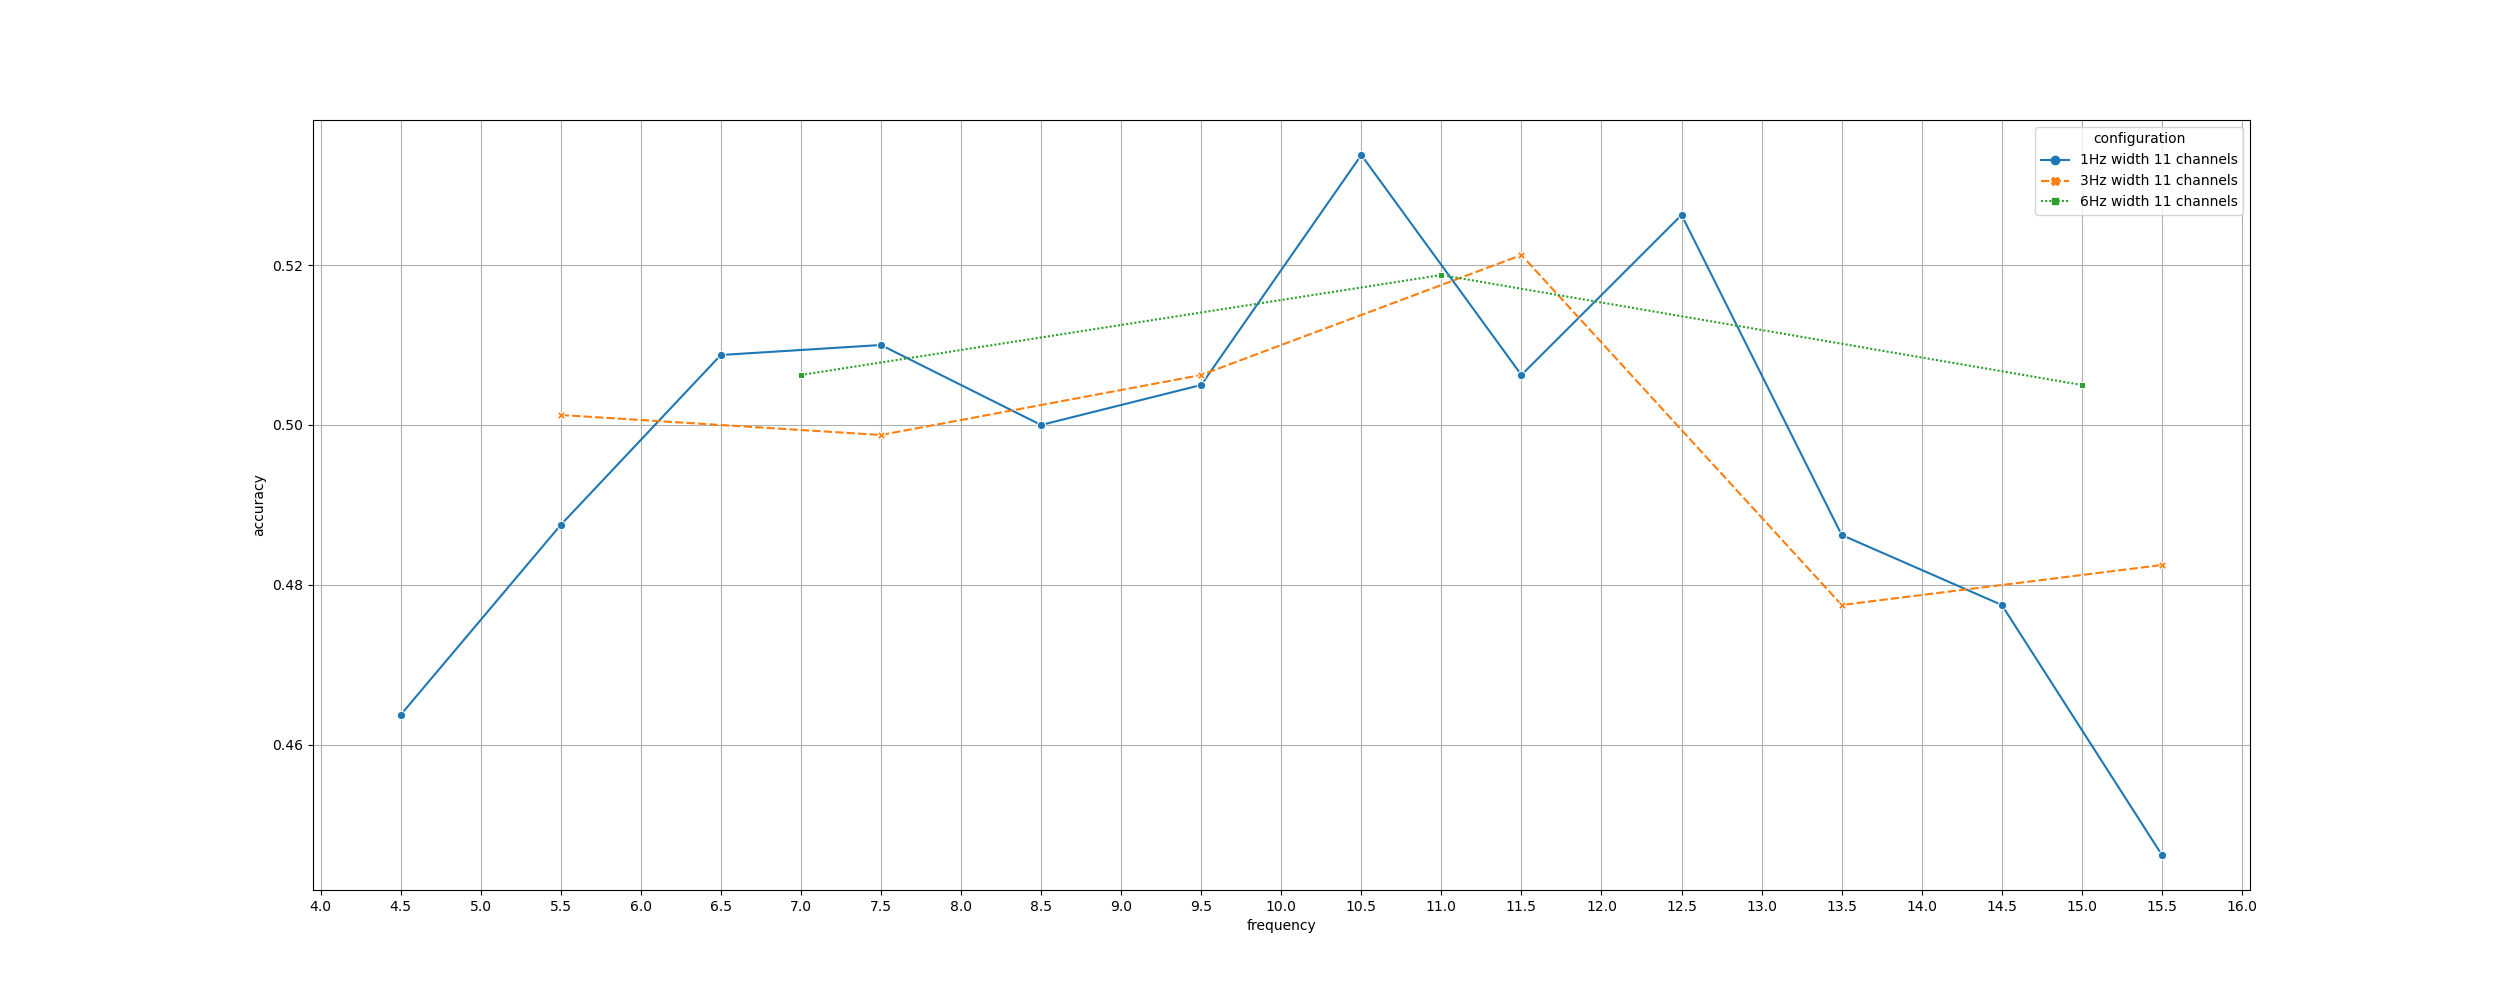 configuration
1Hz width 11 channels
3Hz width 11 channels
6Hz width 11 channels
0.52
0.50
0.48
0.46
accuracy
4.0 4.5 5.0 5.5 6.0 6.5 7.0 7.5 8.0 8.5 9.0 9.5 10.0 10.5 11.0 11.5 12.0 12.5 13.0 13.5 14.0 14.5 15.0 15.5 16.0
frequency